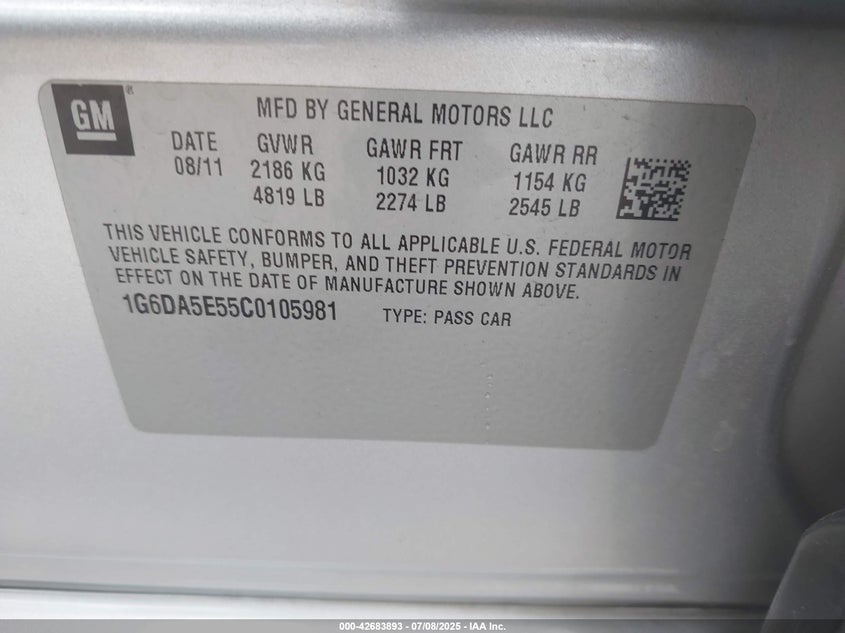 GM
MFD BY GENERAL MOTORS LLC
DATE GVWR GAWR FRT GAWR RR
08/11 2186 KG 1032 KG 1154 KG
4819 LB 2274 LB 2545 LB
THIS VEHICLE CONFORMS TO ALL APPLICABLE U.S. FEDERAL MOTOR
VEHICLE SAFETY, BUMPER, AND THEFT PREVENTION STANDARDS IN
EFFECT ON THE DATE OF MANUFACTURE SHOWN ABOVE.
1G6DA5E55C0105981 TYPE: PASS CAR
000-42683893 / 07/08/2025 - IAA Inc.